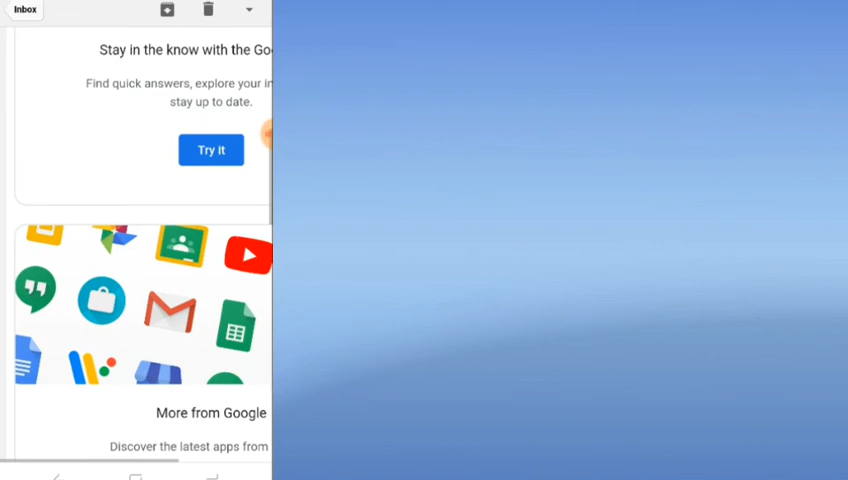 Inbox
Stay in the know with the Go
Find quick answers, explore your in
stay up to date.
Try it
More from Google
Discover the latest apps from